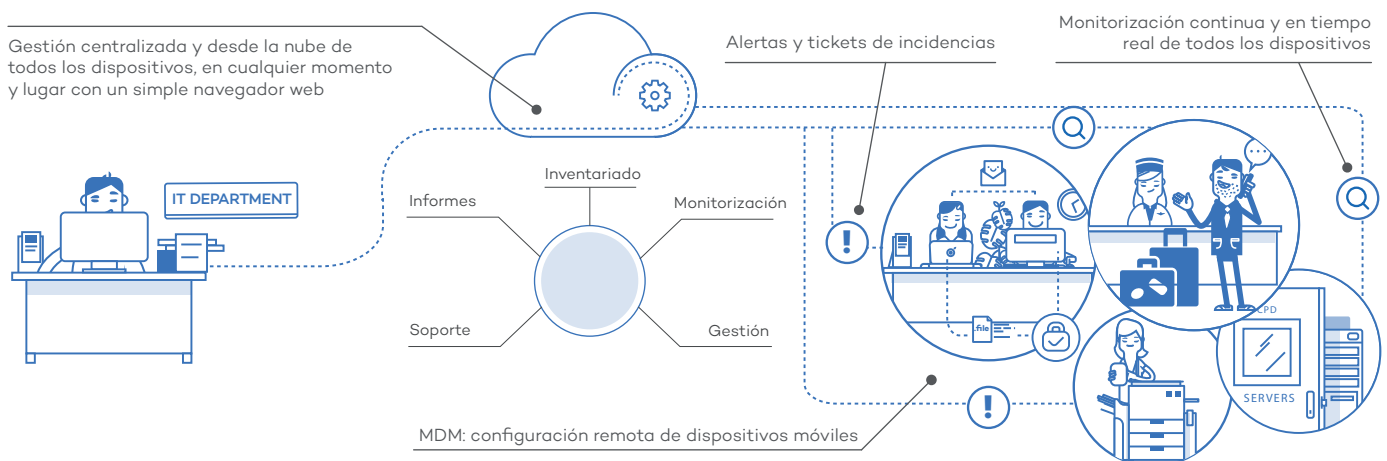 Gestión centralizada y desde la nube de
todos los dispositivos, en cualquier momento
y lugar con un simple navegador web
Alertas y tickets de incidencias
Monitorización continua y en tiempo
real de todos los dispositivos
IT DEPARTMENT
Inventariado
Informes
Monitorización
Soporte
Gestión
.file
CPD
SERVERS
MDM: configuración remota de dispositivos móviles